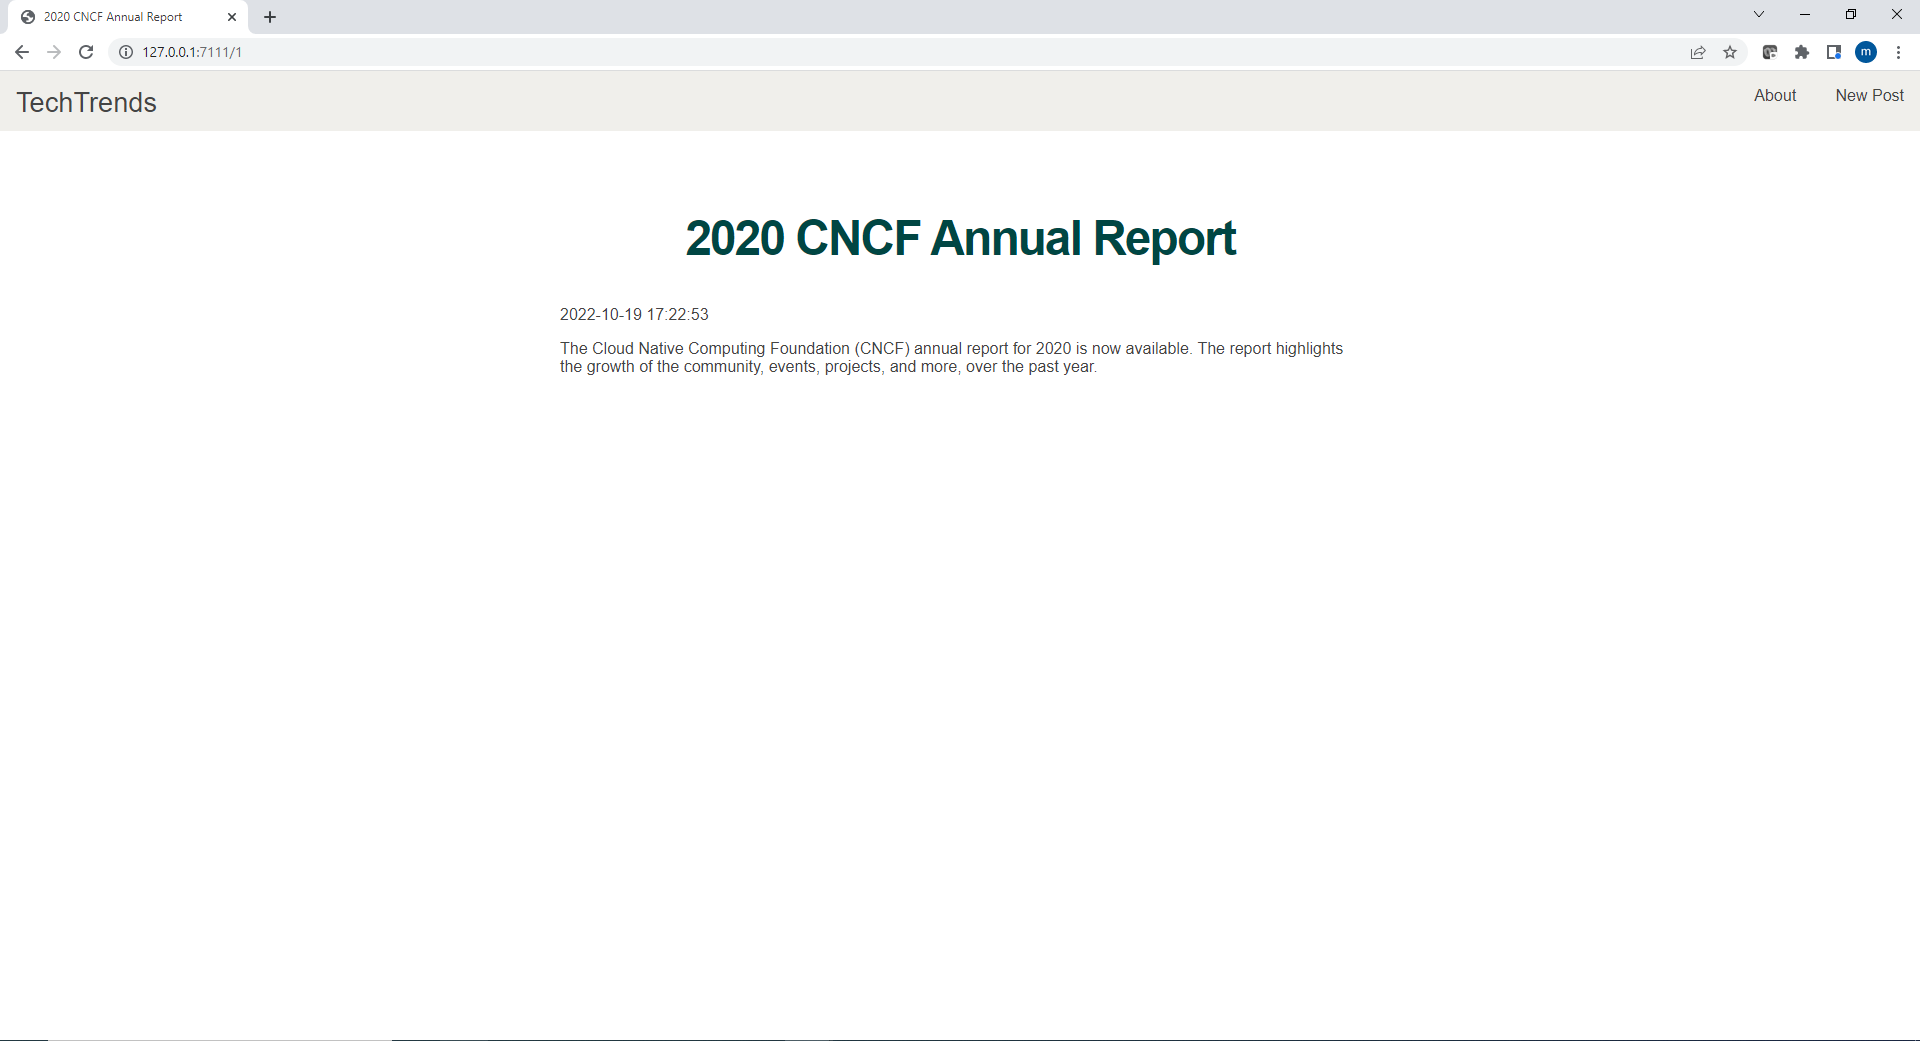 2020 CNCF Annual Report
127.0.0.1:7111/1
m
TechTrends
About
New Post
2020 CNCF Annual Report
2022-10-19 17:22:53
The Cloud Native Computing Foundation (CNCF) annual report for 2020 is now available. The report highlights
the growth of the community, events, projects, and more, over the past year.